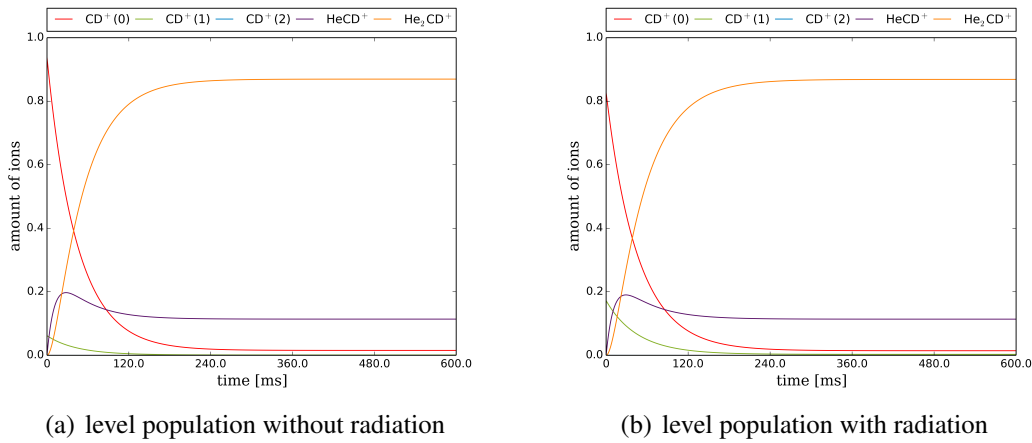 CD⁺(0) CD⁺(1) CD⁺(2) HeCD⁺ He₂CD⁺
1.0
0.8
0.6
0.4
0.2
0.0
amount of ions
0 120.0 240.0 360.0 480.0 600.0
time [ms]
(a) level population without radiation
CD⁺(0) CD⁺(1) CD⁺(2) HeCD⁺ He₂CD⁺
1.0
0.8
0.6
0.4
0.2
0.0
amount of ions
0 120.0 240.0 360.0 480.0 600.0
time [ms]
(b) level population with radiation